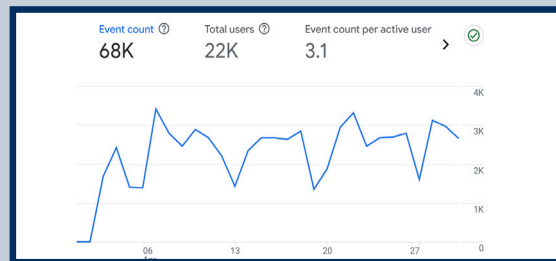 Event count
Total users
Event count per active user
68K
22K
3.1
4K
3K
2K
1K
0
06
13
20
27